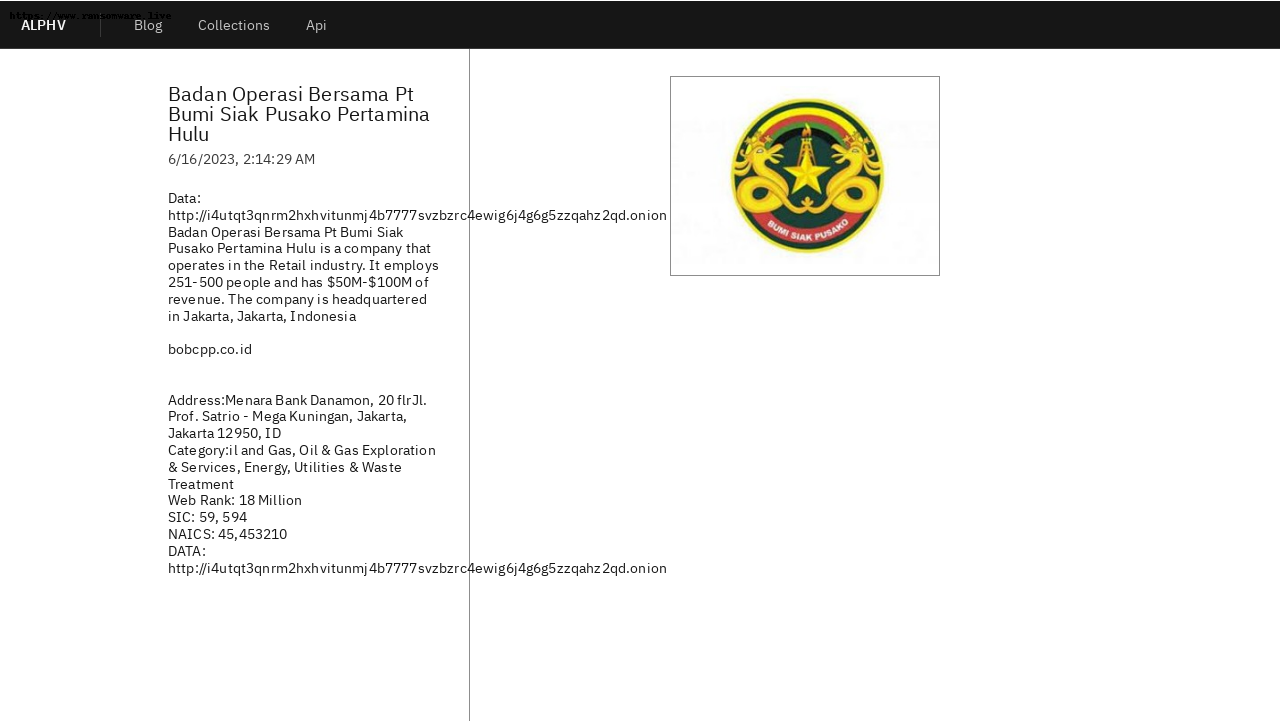 https://www.ransomware.live
ALPHV
Blog
Collections
Api
Badan Operasi Bersama Pt
Bumi Siak Pusako Pertamina
Hulu
6/16/2023, 2:14:29 AM
Data:
http://i4utqt3qnrm2hxhvitunmj4b7777svzbzrc4ewig6j4g6g5zzqahz2qd.onion
Badan Operasi Bersama Pt Bumi Siak
Pusako Pertamina Hulu is a company that
operates in the Retail industry. It employs
251-500 people and has $50M-$100M of
revenue. The company is headquartered
in Jakarta, Jakarta, Indonesia
bobcpp.co.id
Address:Menara Bank Danamon, 20 flrJl.
Prof. Satrio - Mega Kuningan, Jakarta,
Jakarta 12950, ID
Category:il and Gas, Oil & Gas Exploration
& Services, Energy, Utilities & Waste
Treatment
Web Rank: 18 Million
SIC: 59, 594
NAICS: 45,453210
DATA:
http://i4utqt3qnrm2hxhvitunmj4b7777svzbzrc4ewig6j4g6g5zzqahz2qd.onion
BUMI SIAK PUSAKO